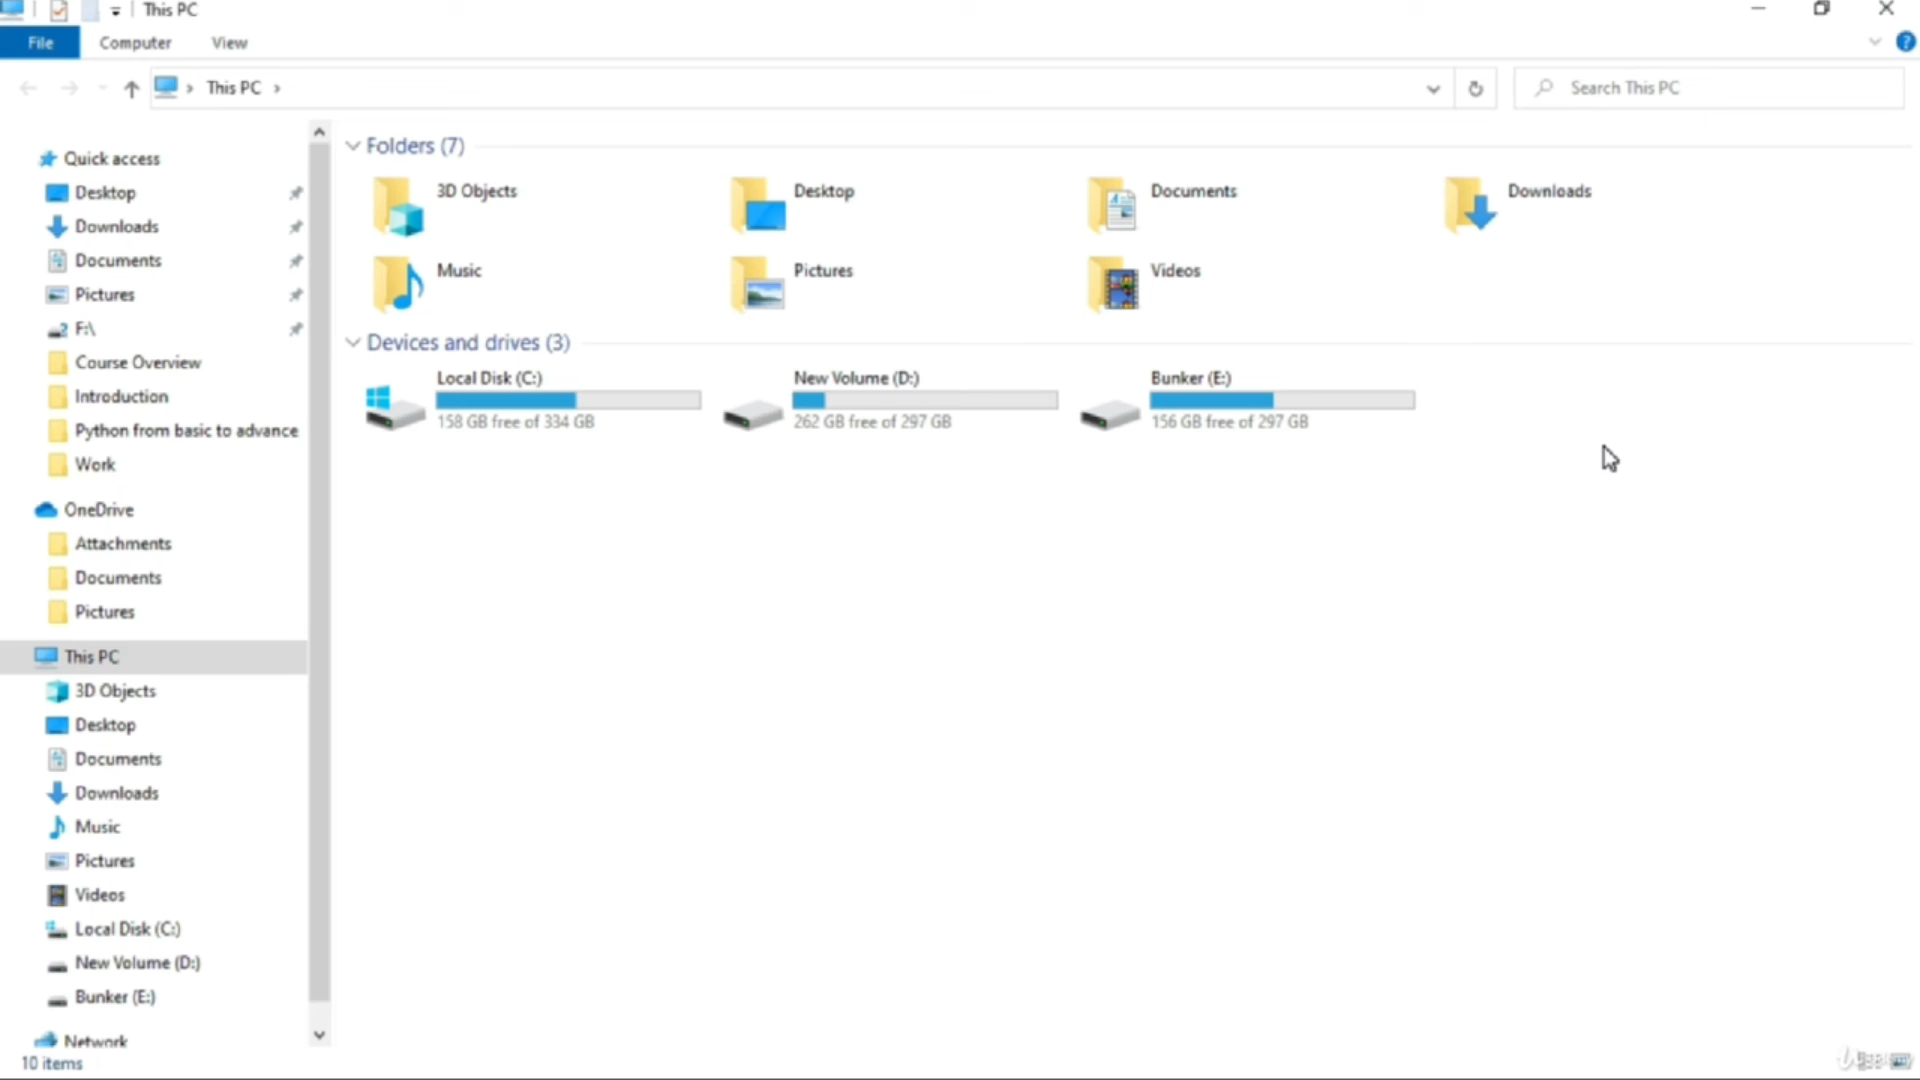 This PC
File Computer View
This PC
Search This PC
Quick access
Desktop
Downloads
Documents
Pictures
F:\
Course Overview
Introduction
Python from basic to advance
Work
OneDrive
Attachments
Documents
Pictures
This PC
3D Objects
Desktop
Documents
Downloads
Music
Pictures
Videos
Local Disk (C:)
New Volume (D:)
Bunker (E:)
Network
10 items
Folders (7)
3D Objects
Desktop
Documents
Downloads
Music
Pictures
Videos
Devices and drives (3)
Local Disk (C:)
158 GB free of 334 GB
New Volume (D:)
262 GB free of 297 GB
Bunker (E:)
156 GB free of 297 GB